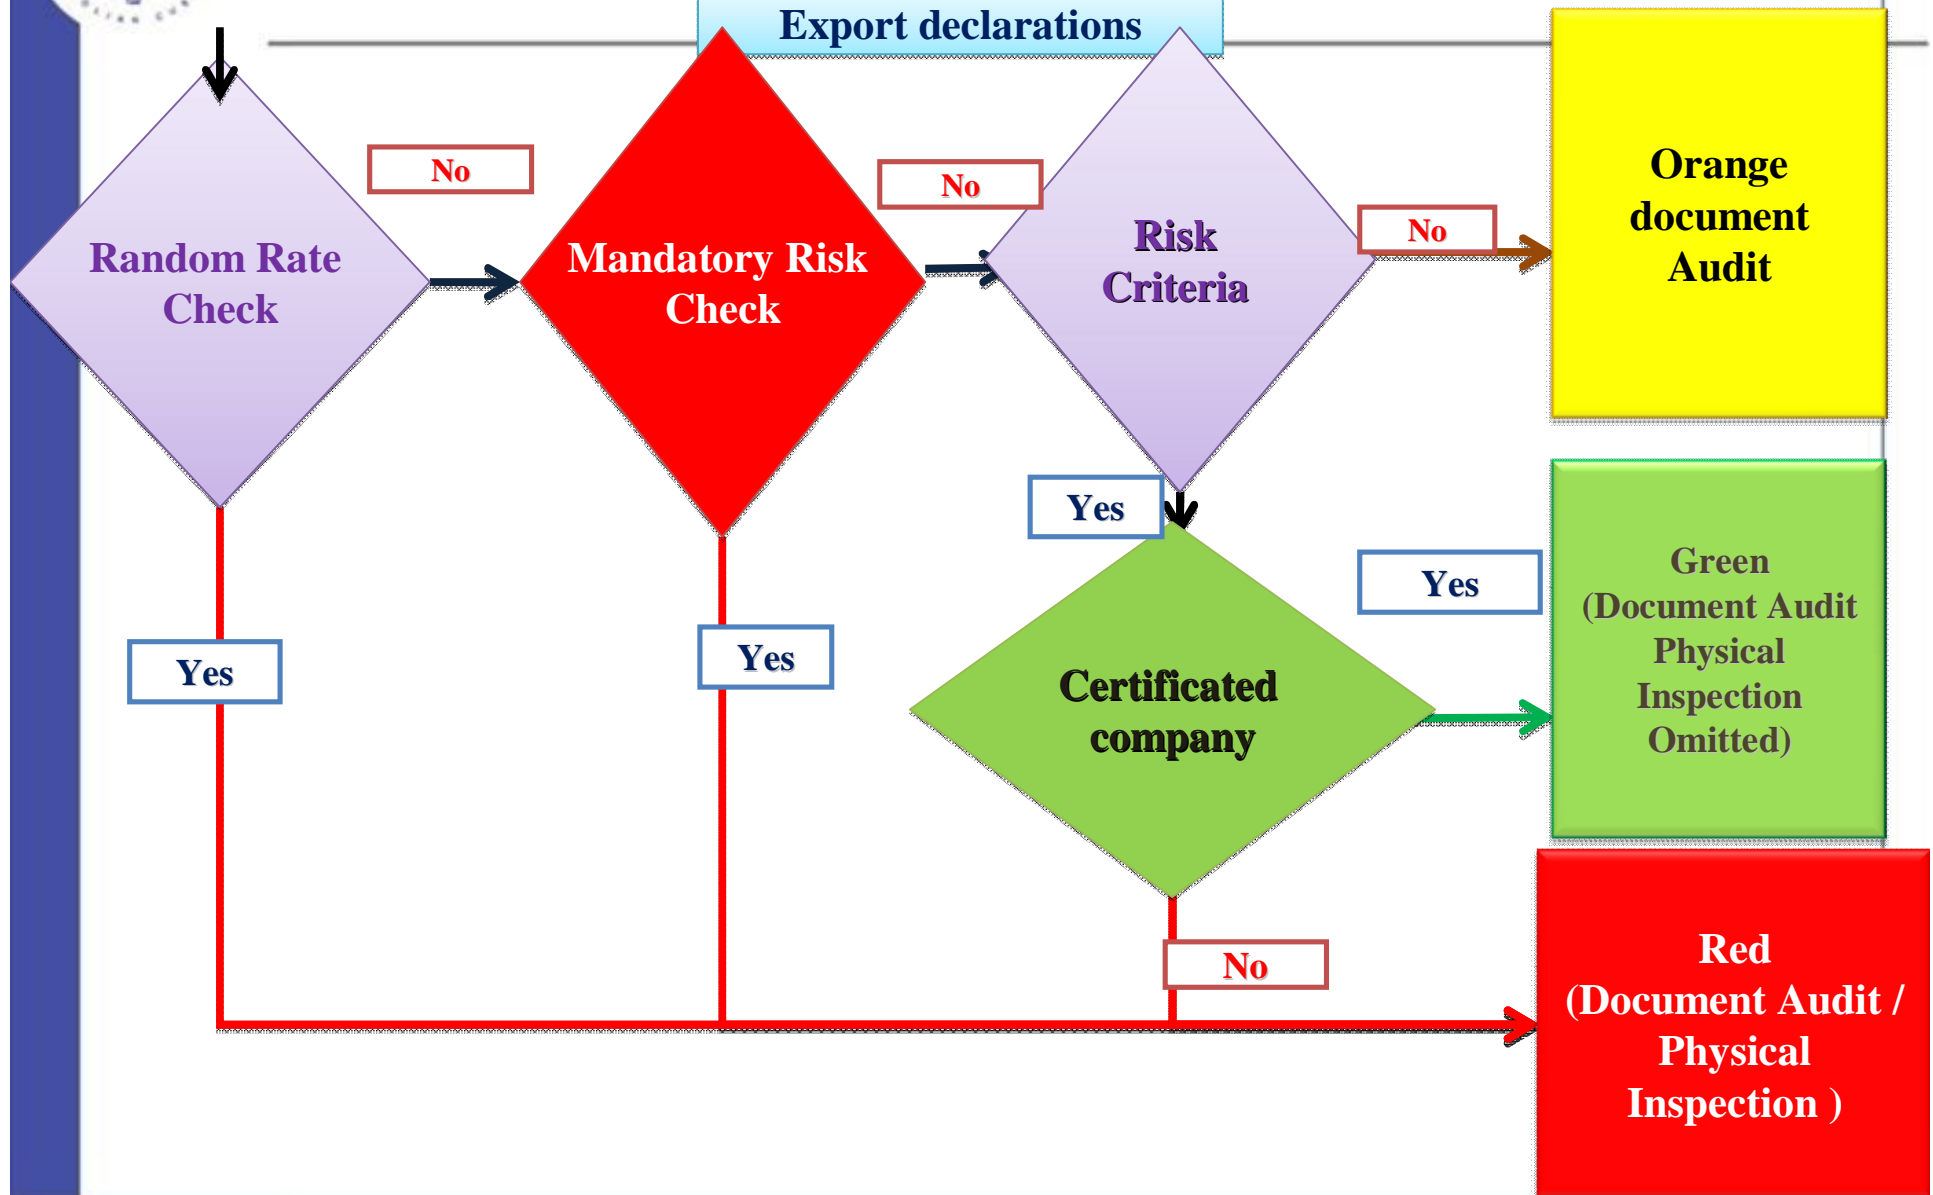 Export declarations
No
No
No
Random Rate
Check
Mandatory Risk
Check
Risk
Criteria
Orange
document
Audit
Yes
Yes
Yes
Yes
Certificated
company
Green
(Document Audit
Physical
Inspection
Omitted)
No
Red
(Document Audit /
Physical
Inspection )